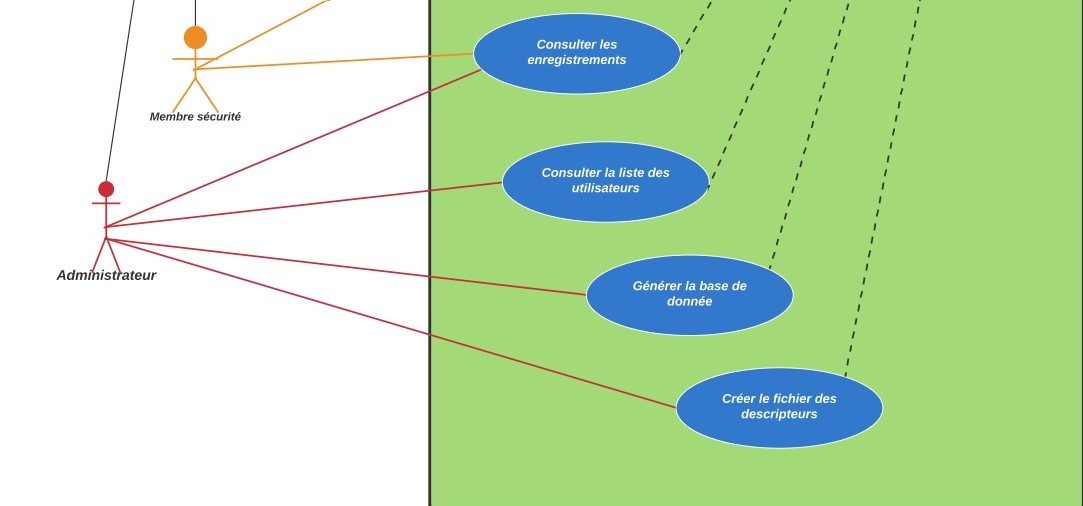 Consulter les
enregistrements
Membre sécurité
Consulter la liste des
utilisateurs
Administrateur
Générer la base de
donnée
Créer le fichier des
descripteurs